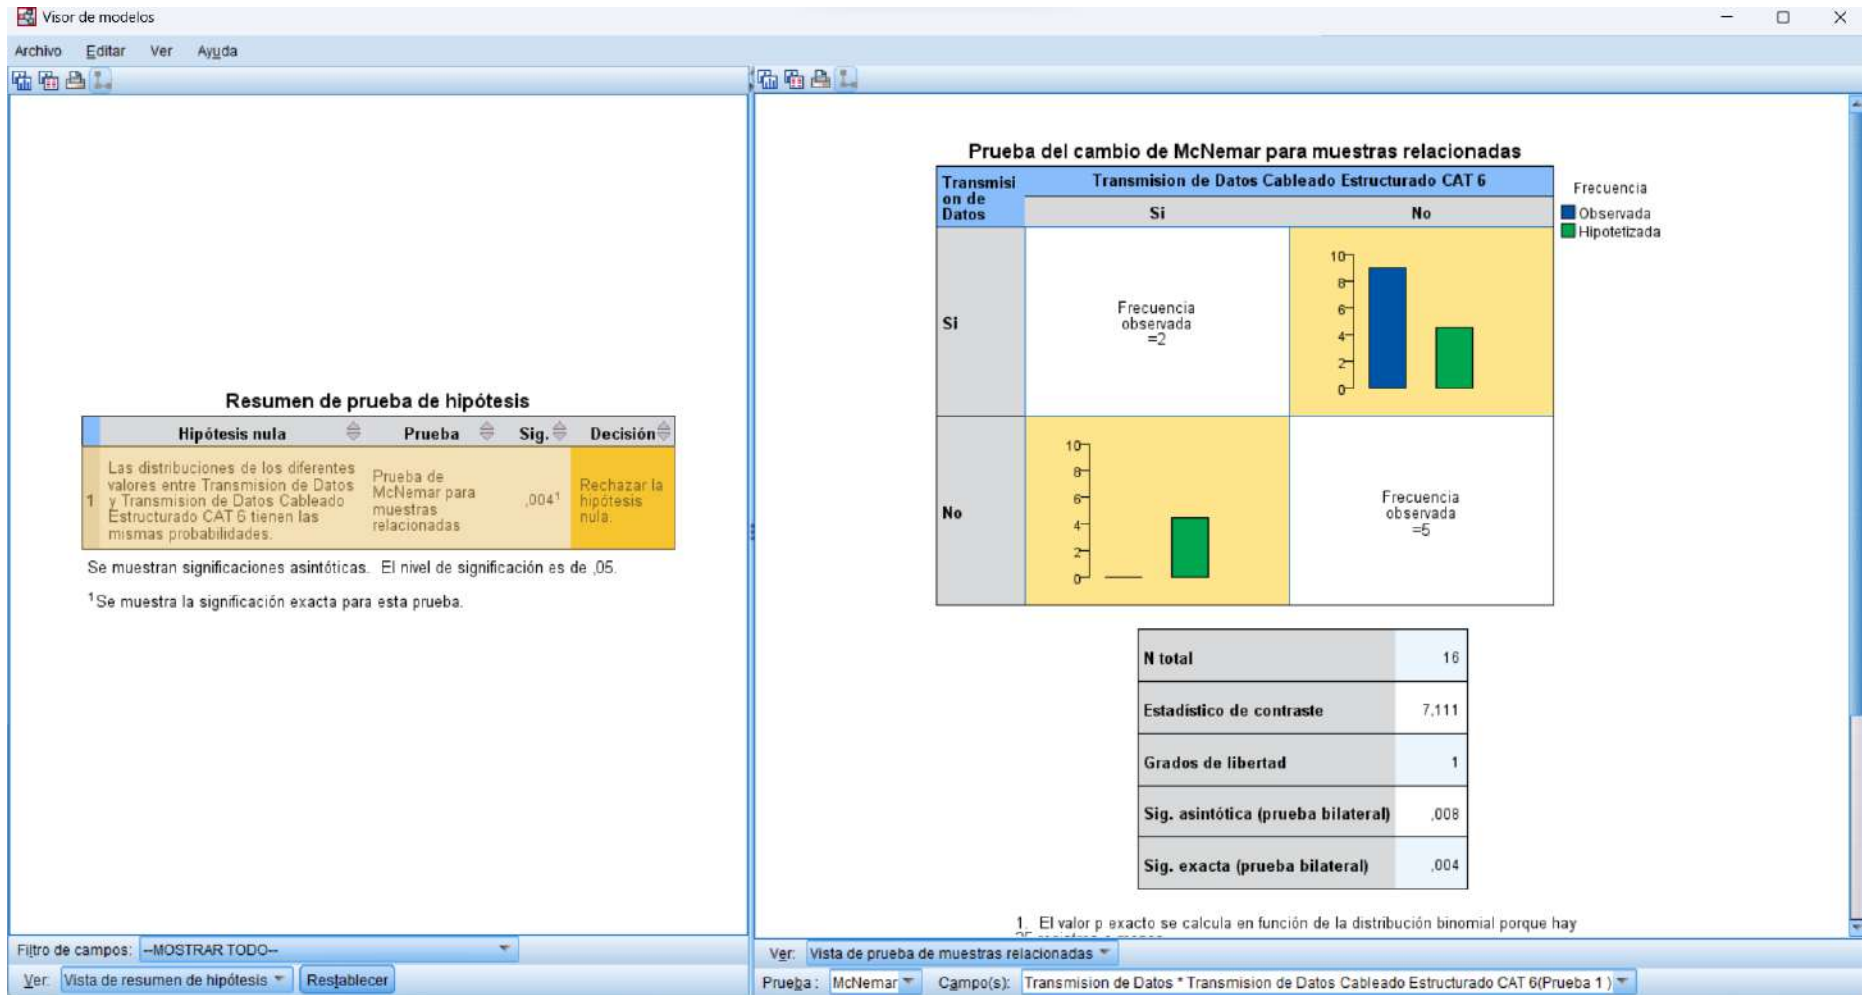 Visor de modelos
Archivo Editar Ver Ayuda
Resumen de prueba de hipótesis
Hipótesis nula Prueba Sig. Decisión
1
Las distribuciones de los diferentes
valores entre Transmision de Datos
y Transmision de Datos Cableado
Estructurado CAT 6 tienen las
mismas probabilidades.
Prueba de
McNemar para
muestras
relacionadas
,004¹
Rechazar la
hipótesis
nula.
Se muestran significaciones asintóticas. El nivel de significación es de ,05.
¹Se muestra la significación exacta para esta prueba.
Filtro de campos: --MOSTRAR TODO--
Ver: Vista de resumen de hipótesis Restablecer
Prueba del cambio de McNemar para muestras relacionadas
Transmisi
on de
Datos
Transmision de Datos Cableado Estructurado CAT 6
Si No
Frecuencia
Observada
Hipotetizada
Si
Frecuencia
observada
=2
10
8
6
4
2
0
No
10
8
6
4
2
0
Frecuencia
observada
=5
N total 16
Estadístico de contraste 7,111
Grados de libertad 1
Sig. asintótica (prueba bilateral) ,008
Sig. exacta (prueba bilateral) ,004
1. El valor p exacto se calcula en función de la distribución binomial porque hay
Ver: Vista de prueba de muestras relacionadas
Prueba: McNemar Campo(s): Transmision de Datos * Transmision de Datos Cableado Estructurado CAT 6(Prueba 1 )